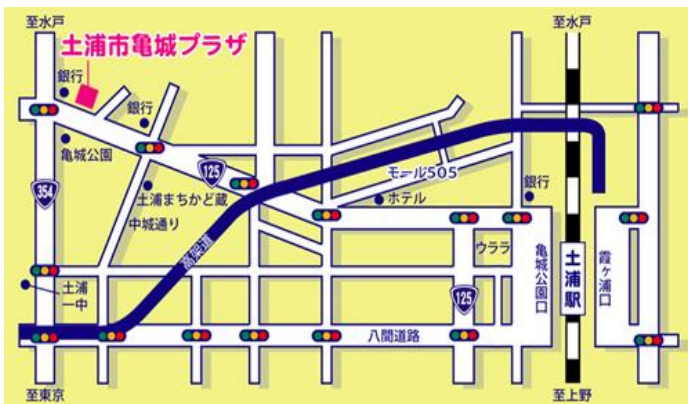 至水戸
至水戸
土浦市亀城プラザ
銀行
銀行
亀城公園
125
モール505
354
土浦まちかど蔵
ホテル
銀行
中城通り
高架道
ウララ
亀城公園口
土浦駅
霞ヶ浦口
土浦
一中
125
八間道路
至東京
至上野